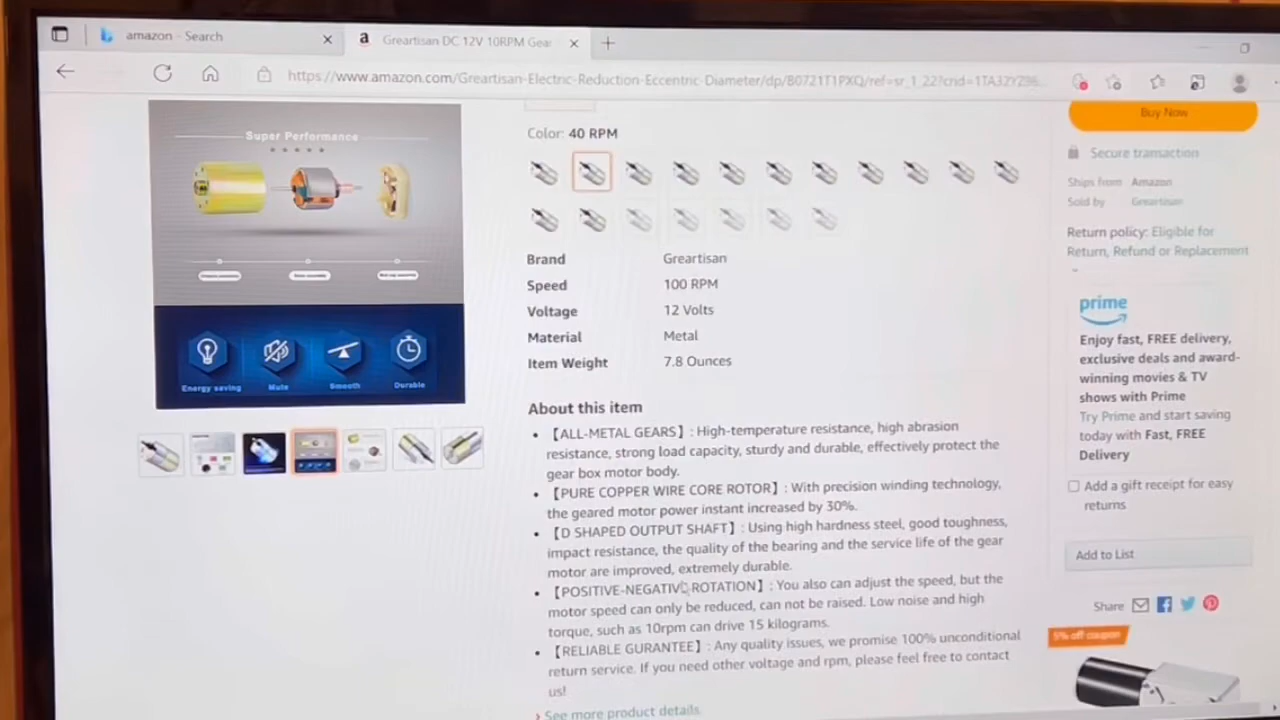 amazon - Search
Greartisan DC 12V 10RPM Gea
https://www.amazon.com/Greartisan-Electric-Reduction-Eccentric-Diameter/dp/B0721T1PXQ/ref=sr_1_22?crid=1TA32YZ98...
Super Performance
Energy saving
Mute
Smooth
Durable
Color: 40 RPM
Brand Greartisan
Speed 100 RPM
Voltage 12 Volts
Material Metal
Item Weight 7.8 Ounces
About this item
• 【ALL-METAL GEARS】: High-temperature resistance, high abrasion
resistance, strong load capacity, sturdy and durable, effectively protect the
gear box motor body.
• 【PURE COPPER WIRE CORE ROTOR】: With precision winding technology,
the geared motor power instant increased by 30%.
• 【D SHAPED OUTPUT SHAFT】: Using high hardness steel, good toughness,
impact resistance, the quality of the bearing and the service life of the gear
motor are improved, extremely durable.
• 【POSITIVE-NEGATIVE ROTATION】: You also can adjust the speed, but the
motor speed can only be reduced, can not be raised. Low noise and high
torque, such as 10rpm can drive 15 kilograms.
• 【RELIABLE GURANTEE】: Any quality issues, we promise 100% unconditional
return service. If you need other voltage and rpm, please feel free to contact
us!
› See more product details
Buy Now
Secure transaction
Ships from Amazon
Sold by Greartisan
Return policy: Eligible for
Return, Refund or Replacement
prime
Enjoy fast, FREE delivery,
exclusive deals and award-
winning movies & TV
shows with Prime
Try Prime and start saving
today with Fast, FREE
Delivery
Add a gift receipt for easy
returns
Add to List
Share
5% off coupon